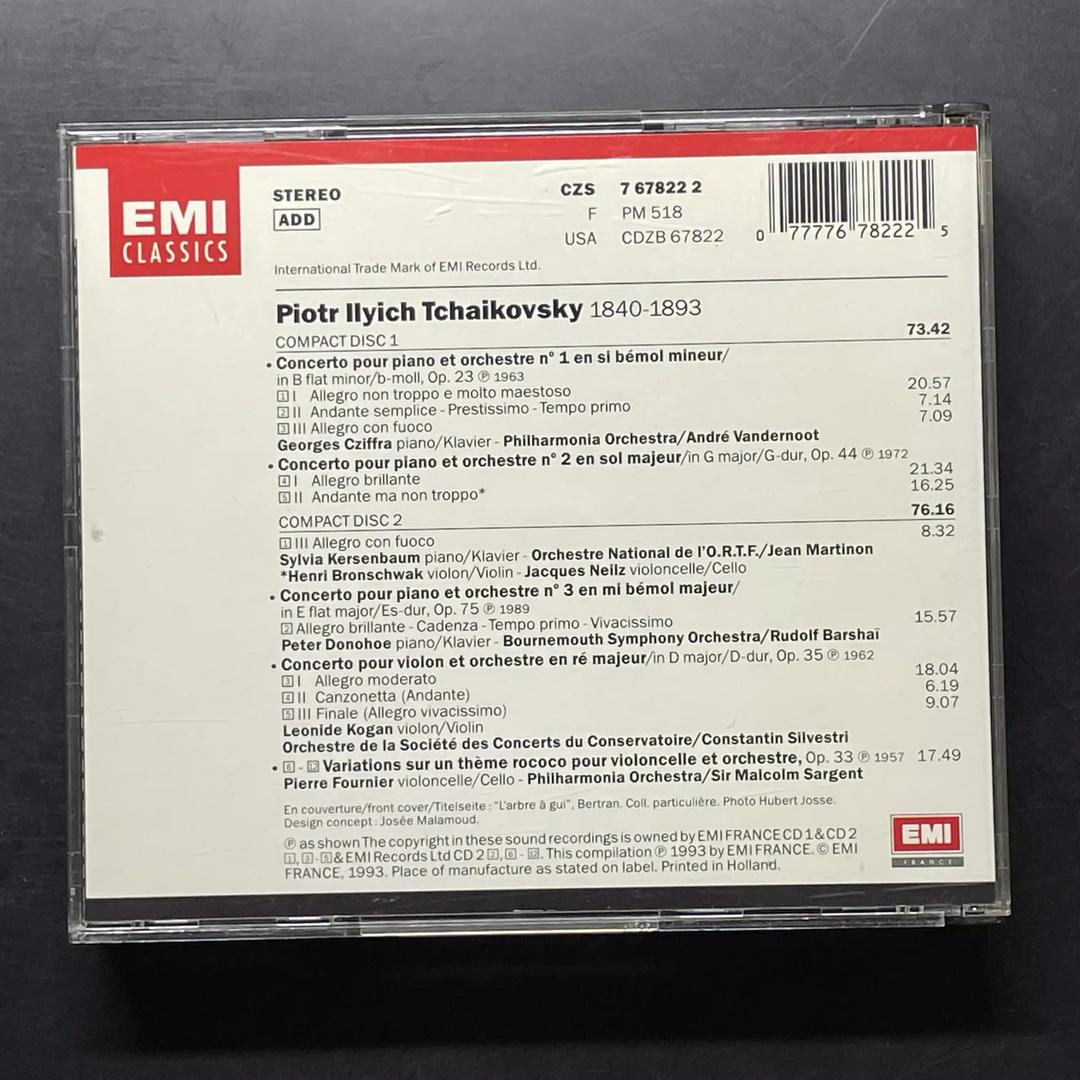 EMI
CLASSICS
STEREO
ADD
CZS 7 67822 2
F PM 518
USA CDZB 67822
0 77776 78222 5
International Trade Mark of EMI Records Ltd.
Piotr Ilyich Tchaikovsky 1840-1893
COMPACT DISC 1 73.42
• Concerto pour piano et orchestre n° 1 en si bémol mineur/
in B flat minor/b-moll, Op. 23 ℗ 1963
1 I Allegro non troppo e molto maestoso 20.57
2 II Andante semplice - Prestissimo - Tempo primo 7.14
3 III Allegro con fuoco 7.09
Georges Cziffra piano/Klavier - Philharmonia Orchestra/André Vandernoot
• Concerto pour piano et orchestre n° 2 en sol majeur/in G major/G-dur, Op. 44 ℗ 1972
4 I Allegro brillante 21.34
5 II Andante ma non troppo* 16.25
COMPACT DISC 2 76.16
1 III Allegro con fuoco 8.32
Sylvia Kersenbaum piano/Klavier - Orchestre National de l'O.R.T.F./Jean Martinon
*Henri Bronschwak violon/Violin - Jacques Neilz violoncelle/Cello
• Concerto pour piano et orchestre n° 3 en mi bémol majeur/
in E flat major/Es-dur, Op. 75 ℗ 1989
2 Allegro brillante - Cadenza - Tempo primo - Vivacissimo 15.57
Peter Donohoe piano/Klavier - Bournemouth Symphony Orchestra/Rudolf Barshaï
• Concerto pour violon et orchestre en ré majeur/in D major/D-dur, Op. 35 ℗ 1962
3 I Allegro moderato 18.04
4 II Canzonetta (Andante) 6.19
5 III Finale (Allegro vivacissimo) 9.07
Leonide Kogan violon/Violin
Orchestre de la Société des Concerts du Conservatoire/Constantin Silvestri
• 6 - 12 Variations sur un thème rococo pour violoncelle et orchestre, Op. 33 ℗ 1957 17.49
Pierre Fournier violoncelle/Cello - Philharmonia Orchestra/Sir Malcolm Sargent
En couverture/front cover/Titelseite : "L'arbre à gui", Bertran. Coll. particulière. Photo Hubert Josse.
Design concept : Josée Malamoud.
℗ as shown The copyright in these sound recordings is owned by EMI FRANCE CD 1 & CD 2
1, 3 - 5 & EMI Records Ltd CD 2 2, 6 - 12. This compilation ℗ 1993 by EMI FRANCE. © EMI
FRANCE, 1993. Place of manufacture as stated on label. Printed in Holland.
EMI
FRANCE